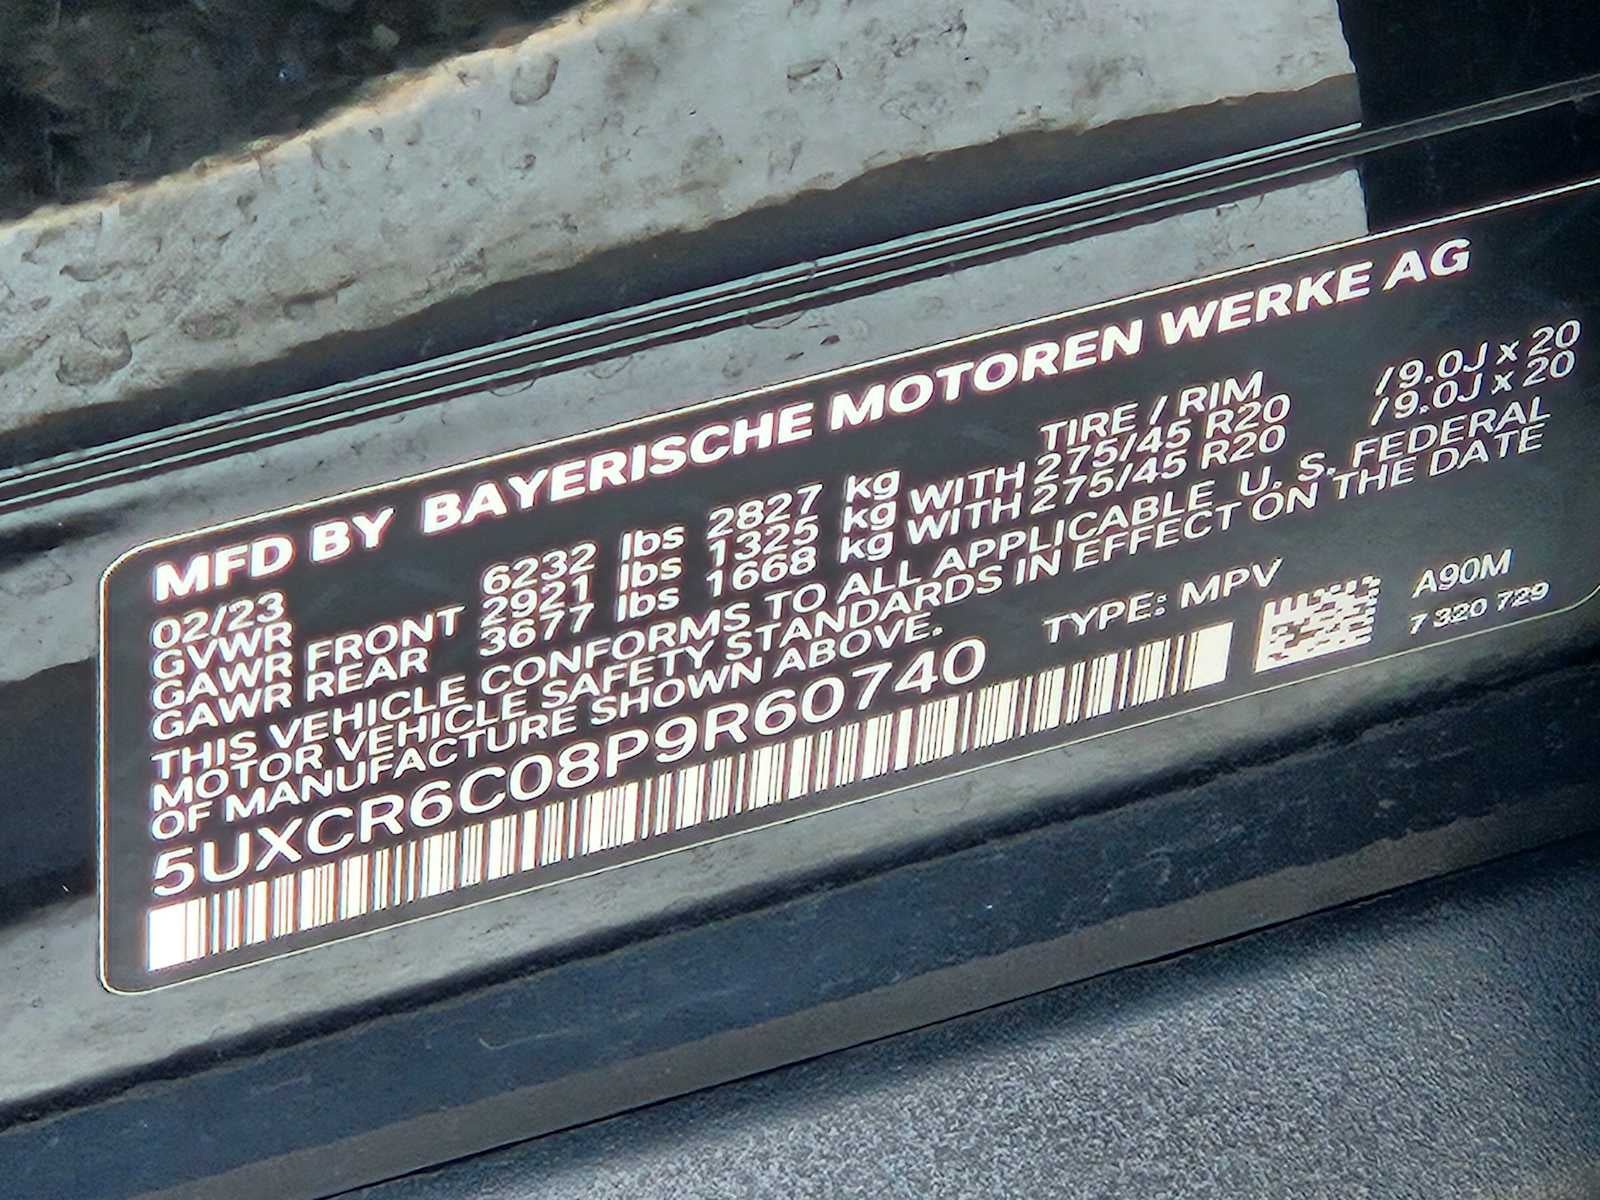 MFD BY BAYERISCHE MOTOREN WERKE AG
02/23 TIRE / RIM
GVWR 6232 lbs 2827 kg
GAWR FRONT 2921 lbs 1325 kg WITH 275/45 R20 / 9.0J x 20
GAWR REAR 3677 lbs 1668 kg WITH 275/45 R20 / 9.0J x 20
THIS VEHICLE CONFORMS TO ALL APPLICABLE U. S. FEDERAL
MOTOR VEHICLE SAFETY STANDARDS IN EFFECT ON THE DATE
OF MANUFACTURE SHOWN ABOVE.
5UXCR6C08P9R60740 TYPE: MPV
A90M
7 320 729